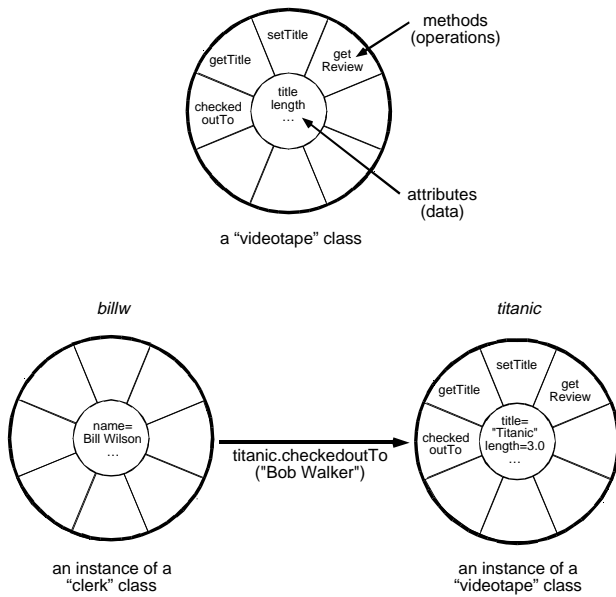 methods
(operations)
setTitle
getTitle
get
Review
title
length
...
checked
outTo
attributes
(data)
a “videotape” class
billw
titanic
setTitle
getTitle
get
Review
name=
Bill Wilson
...
checked
outTo
title=
"Titanic"
length=3.0
...
titanic.checkedoutTo
("Bob Walker")
an instance of a
“clerk” class
an instance of a
“videotape” class